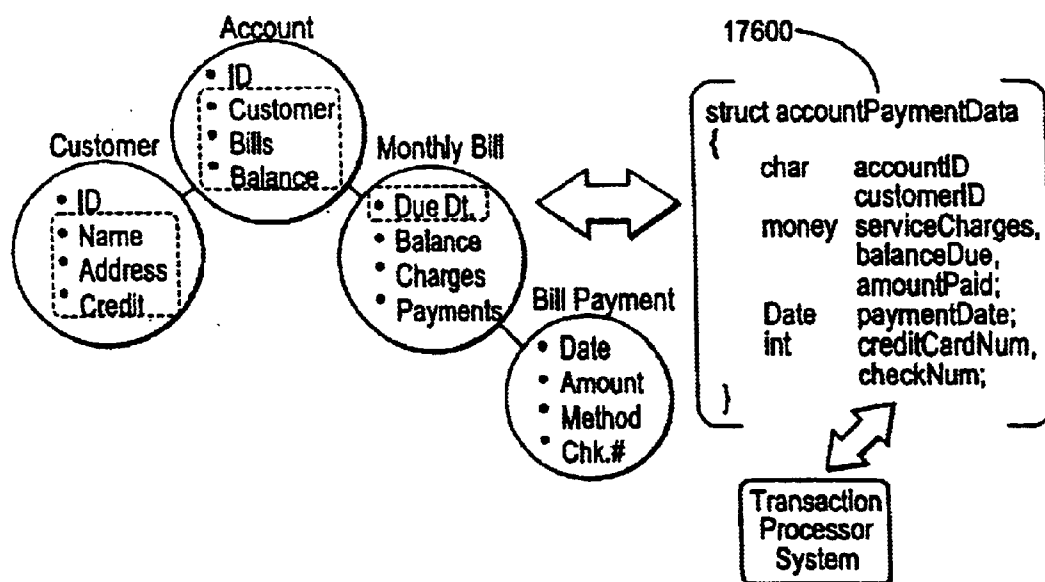 Account
• ID
• Customer
• Bills
• Balance
Customer
• ID
• Name
• Address
• Credit
Monthly Bill
• Due Dt.
• Balance
• Charges
• Payments
Bill Payment
• Date
• Amount
• Method
• Chk.#
17600
struct accountPaymentData
{
char accountID
customerID
money serviceCharges,
balanceDue,
amountPaid;
Date paymentDate;
int creditCardNum,
checkNum;
}
Transaction
Processor
System